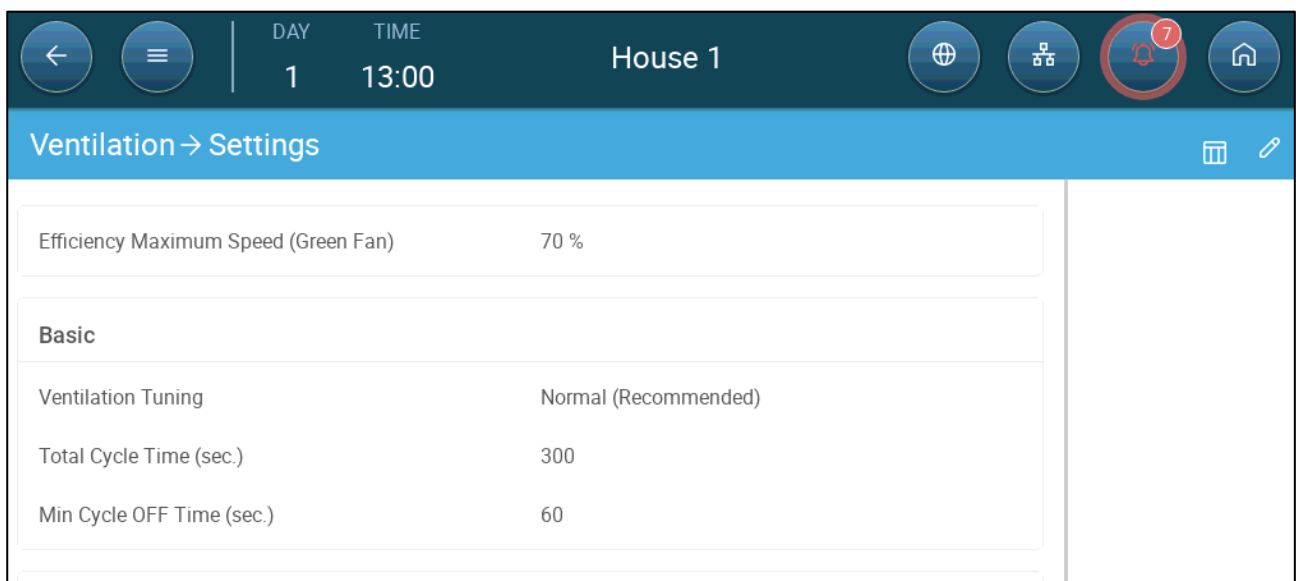 DAY TIME
1 13:00
House 1
7
Ventilation → Settings
Efficiency Maximum Speed (Green Fan) 70 %
Basic
Ventilation Tuning Normal (Recommended)
Total Cycle Time (sec.) 300
Min Cycle OFF Time (sec.) 60